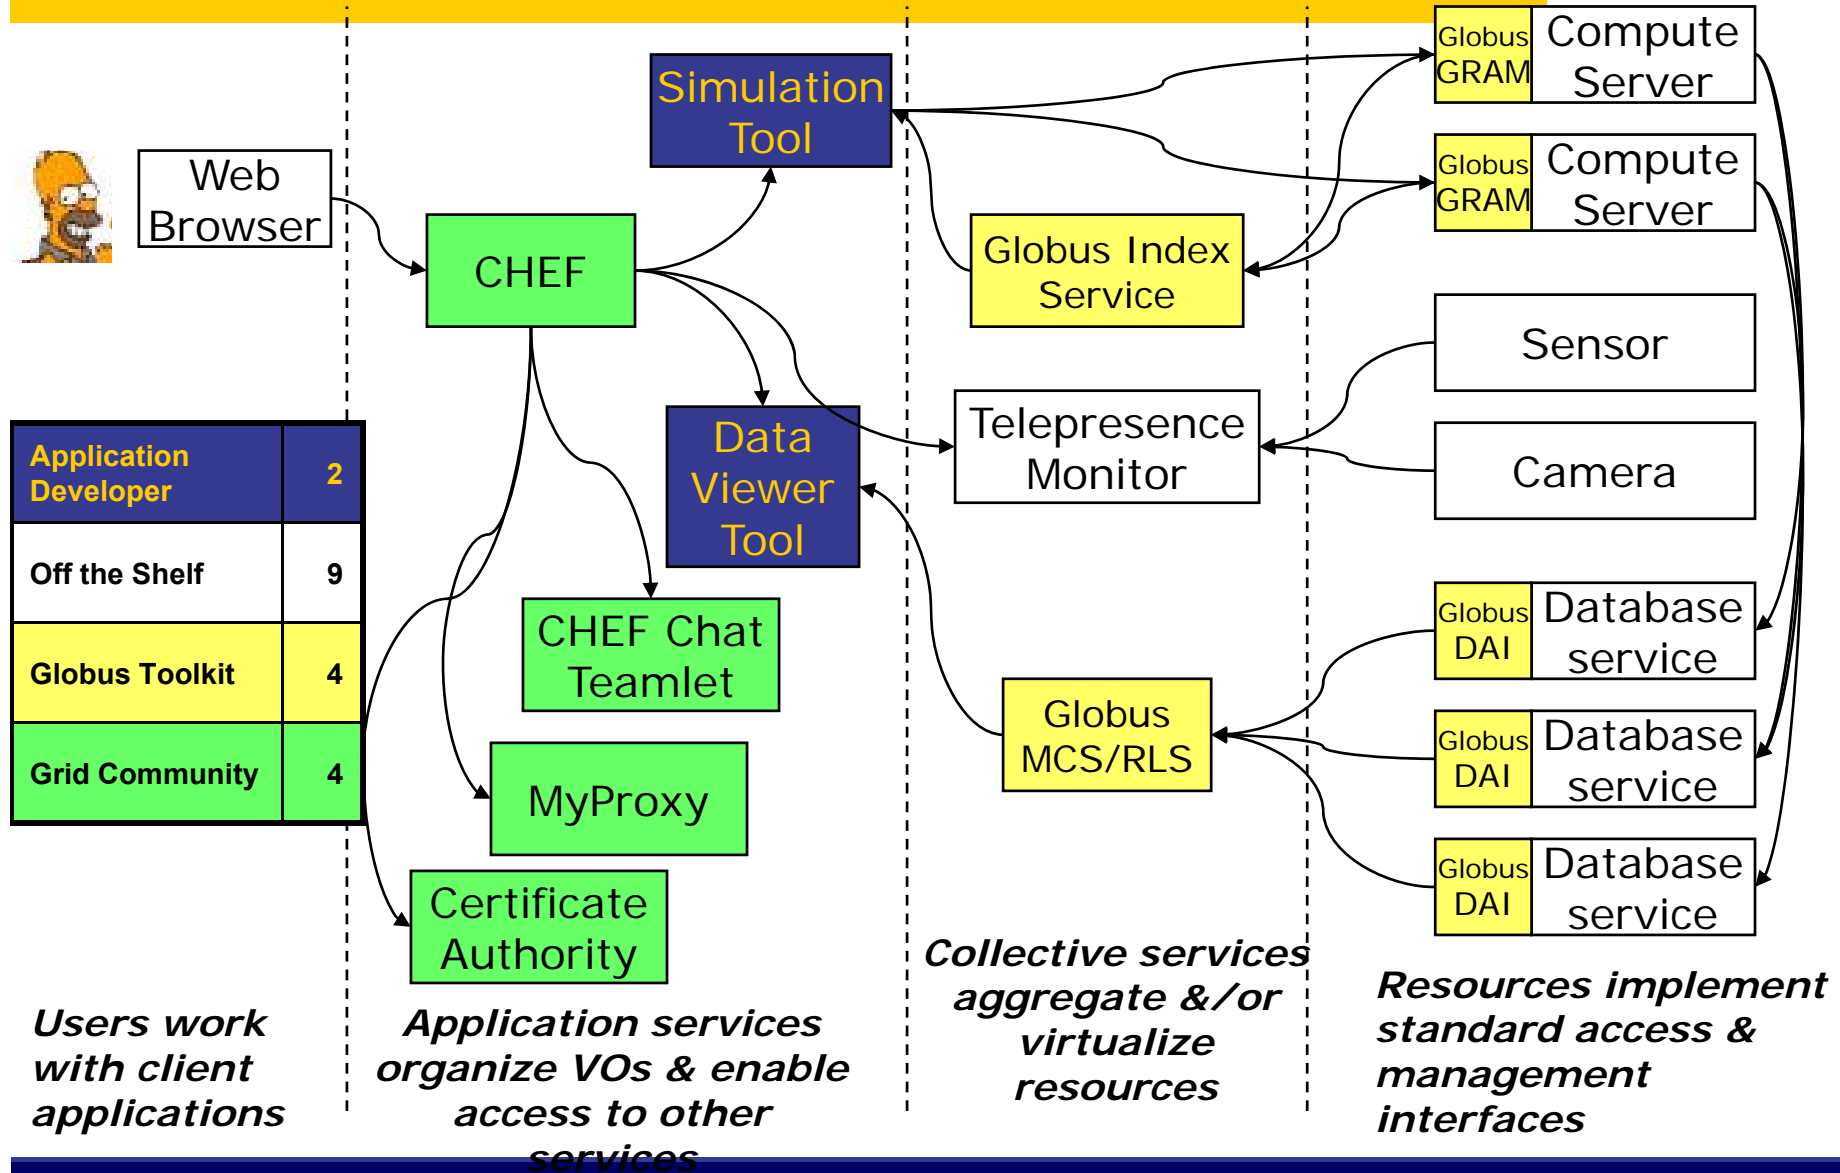 Web
Browser
Application
Developer
2
Off the Shelf
9
Globus Toolkit
4
Grid Community
4
Users work
with client
applications
Simulation
Tool
CHEF
Data
Viewer
Tool
CHEF Chat
Teamlet
MyProxy
Certificate
Authority
Application services
organize VOs & enable
access to other
services
Globus Index
Service
Telepresence
Monitor
Globus
MCS/RLS
Collective services
aggregate &/or
virtualize
resources
Globus
GRAM
Compute
Server
Globus
GRAM
Compute
Server
Sensor
Camera
Globus
DAI
Database
service
Globus
DAI
Database
service
Globus
DAI
Database
service
Resources implement
standard access &
management
interfaces